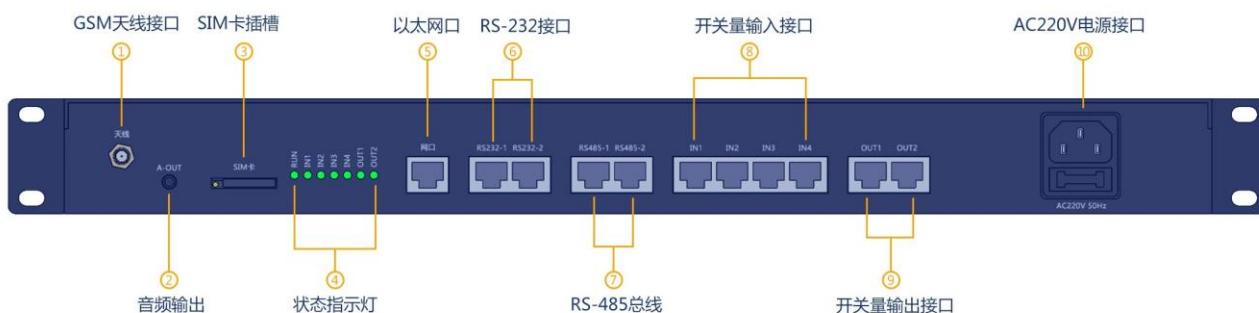 GSM天线接口
SIM卡插槽
以太网口
RS-232接口
开关量输入接口
AC220V电源接口
①
③
⑤
⑥
⑧
⑩
天线
A-OUT
SIM卡
RUN
IN1
IN2
IN3
IN4
OUT1
OUT2
网口
RS232-1
RS232-2
RS485-1
RS485-2
IN1
IN2
IN3
IN4
OUT1
OUT2
AC220V 50Hz
②
④
⑦
⑨
音频输出
状态指示灯
RS-485总线
开关量输出接口